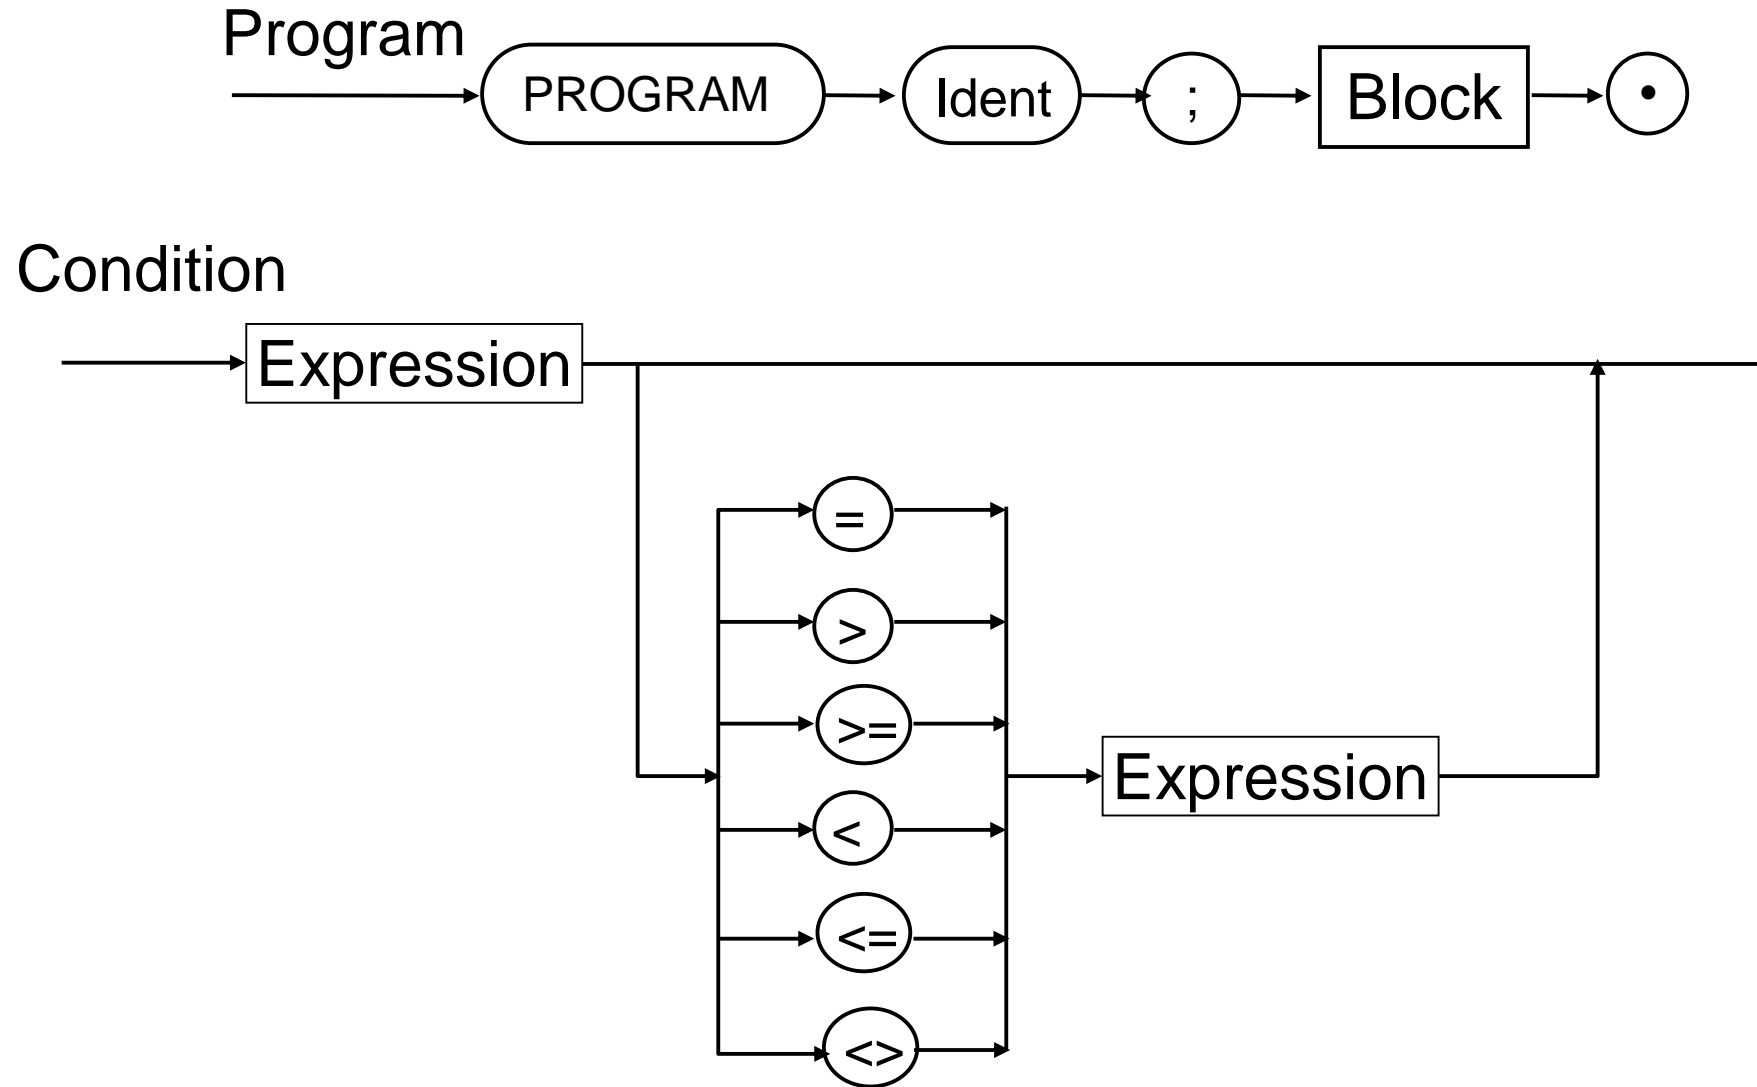 Program
PROGRAM Ident ; Block •
Condition
Expression
=
>
>=
Expression
<
<=
<>